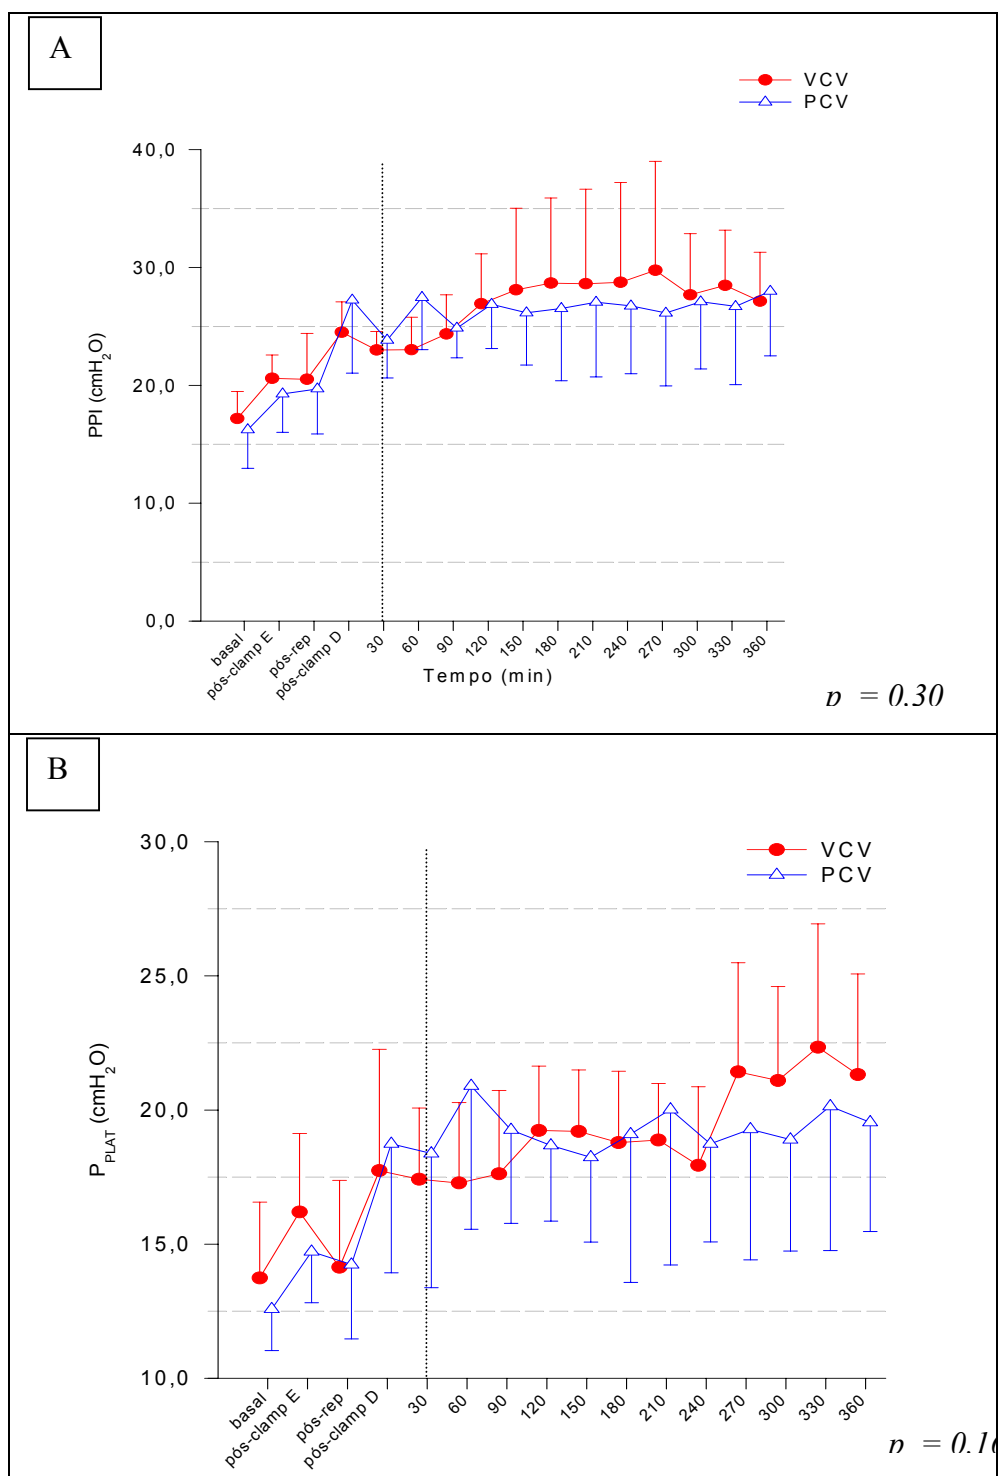 A
VCV
PCV
40,0
30,0
20,0
10,0
0,0
PPI (cmH₂O)
basal pós-clamp E pós-rep pós-clamp D 30 60 90 120 150 180 210 240 270 300 330 360
Tempo (min)
p = 0.30
B
VCV
PCV
30,0
25,0
20,0
15,0
10,0
P_PLAT (cmH₂O)
basal pós-clamp E pós-rep pós-clamp D 30 60 90 120 150 180 210 240 270 300 330 360
p = 0.1